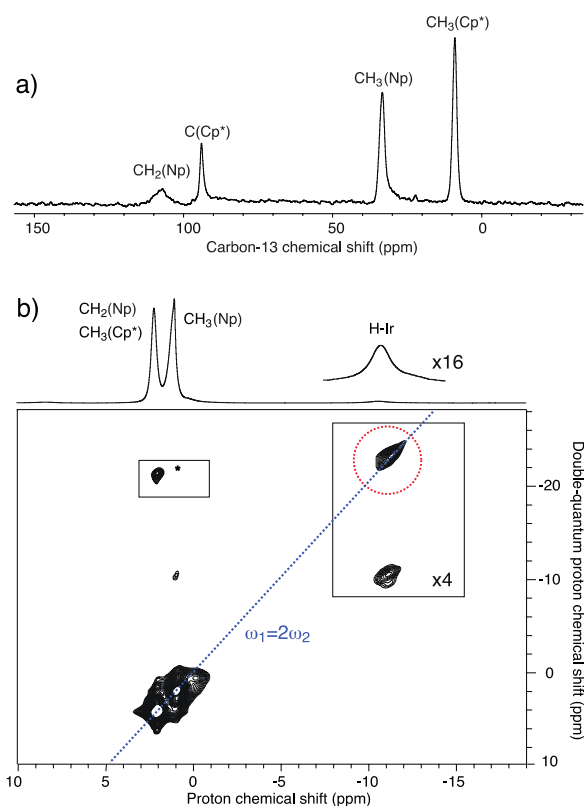 a)
CH₃(Cp*)
CH₃(Np)
C(Cp*)
CH₂(Np)
150 100 50 0
Carbon-13 chemical shift (ppm)
b)
CH₂(Np)
CH₃(Cp*)
CH₃(Np)
H-Ir
x16
*
x4
ω₁=2ω₂
-20
-10
0
10
Double-quantum proton chemical shift (ppm)
10 5 0 -5 -10 -15
Proton chemical shift (ppm)